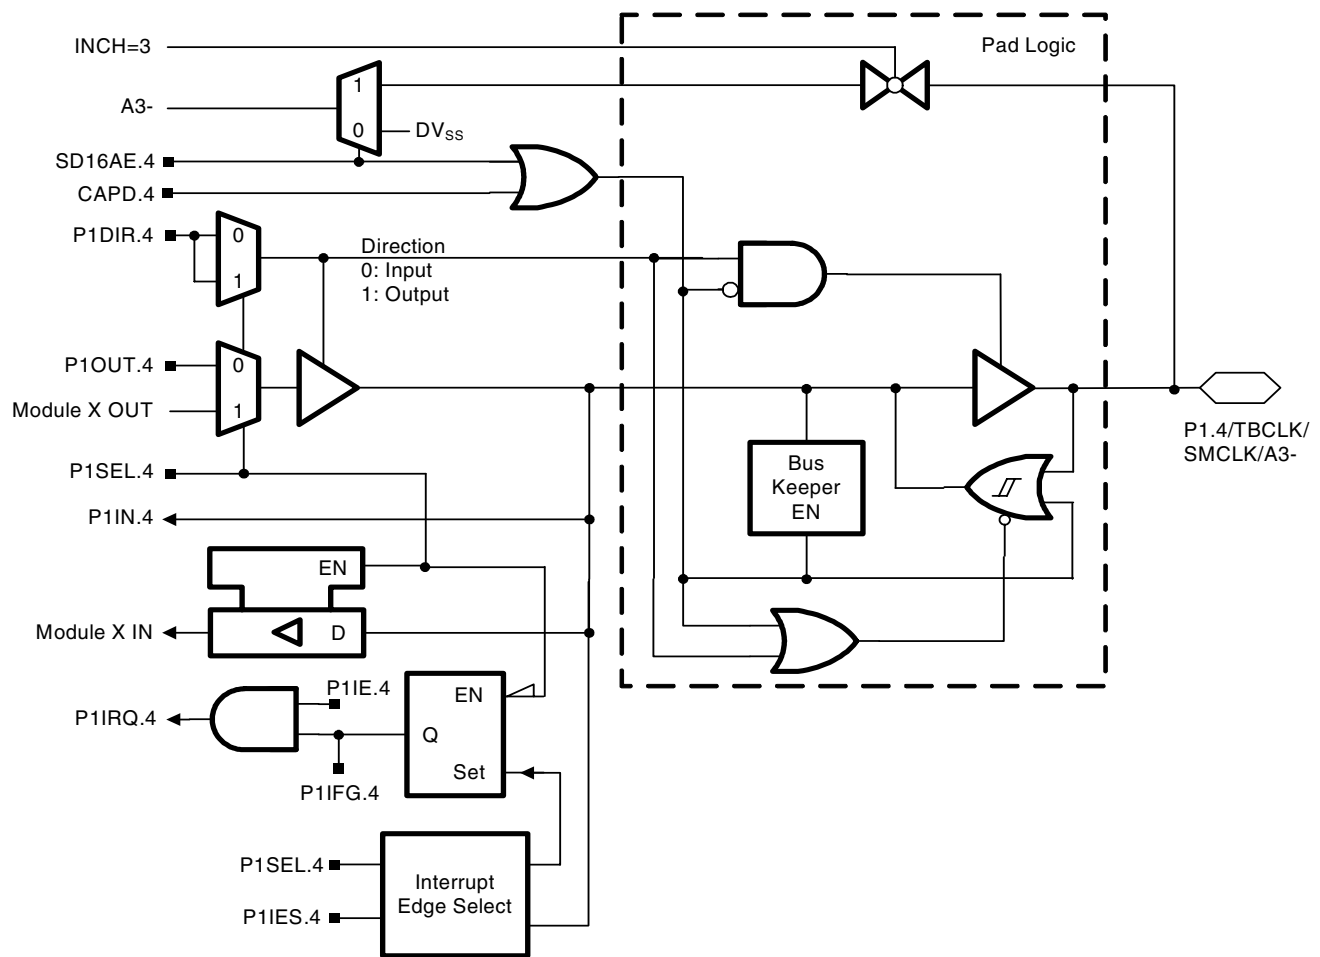 INCH=3
Pad Logic
1
A3-
0
DVSS
SD16AE.4
CAPD.4
P1DIR.4
0
1
Direction
0: Input
1: Output
P1OUT.4
0
Module X OUT
1
P1SEL.4
P1.4/TBCLK/
SMCLK/A3-
Bus
Keeper
EN
P1IN.4
EN
Module X IN
D
P1IE.4
P1IRQ.4
EN
Q
Set
P1IFG.4
P1SEL.4
P1IES.4
Interrupt
Edge Select